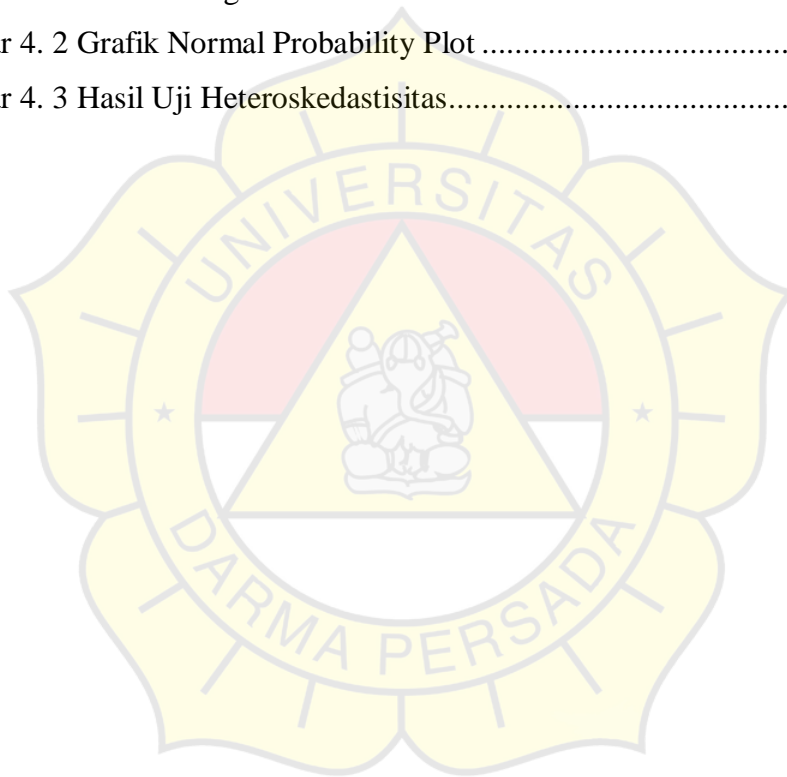 r 4. 2 Grafik Normal Probability Plot .....................................
r 4. 3 Hasil Uji Heteroskedastisitas.........................................
UNIVERSITAS
DARMA PERSADA